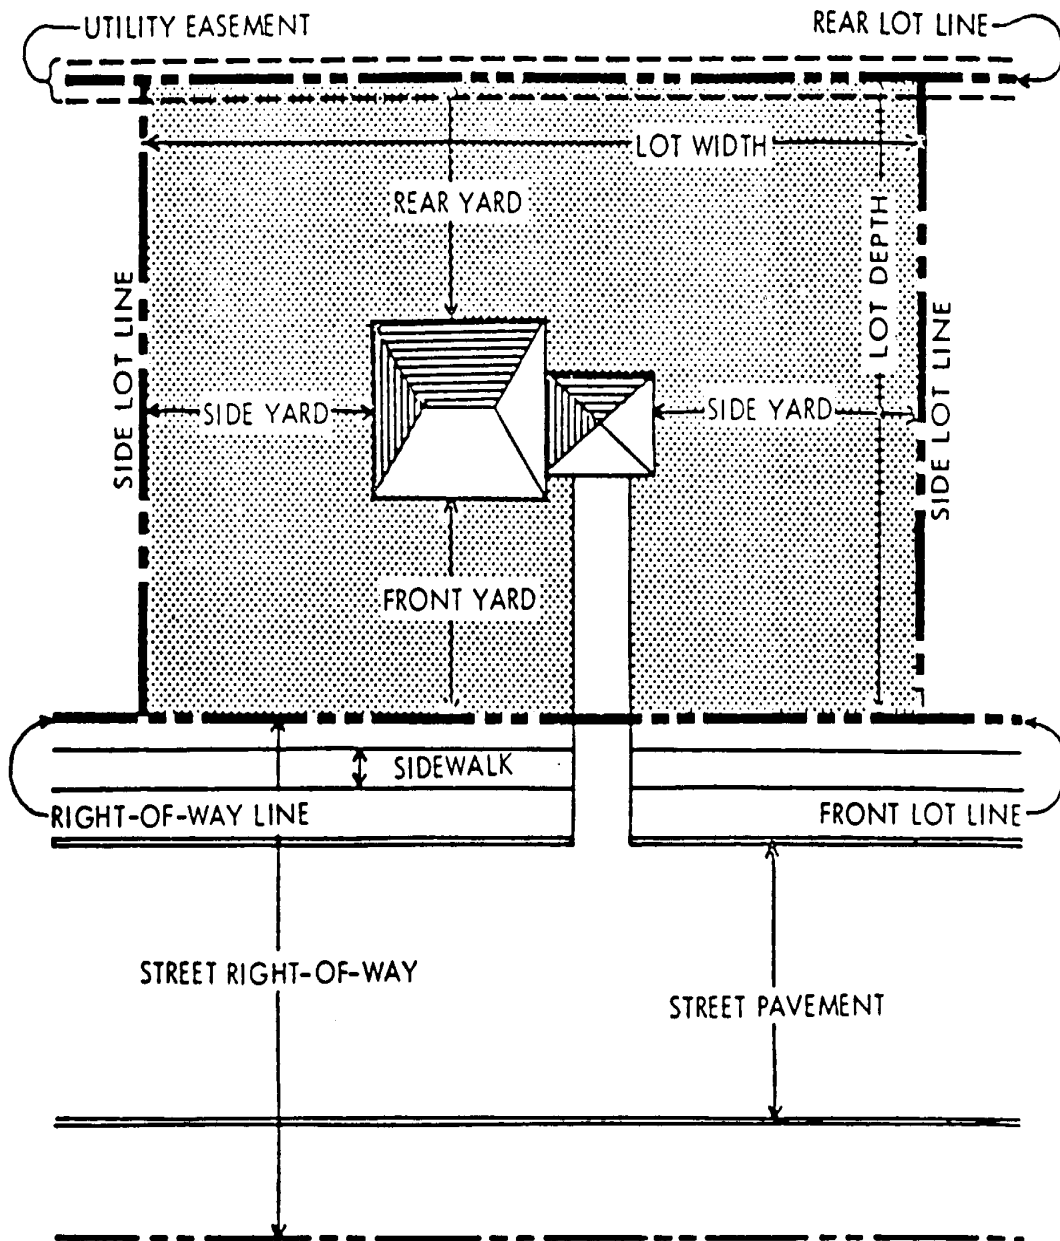 UTILITY EASEMENT
REAR LOT LINE
LOT WIDTH
REAR YARD
LOT DEPTH
SIDE LOT LINE
SIDE LOT LINE
SIDE YARD
SIDE YARD
FRONT YARD
SIDEWALK
RIGHT-OF-WAY LINE
FRONT LOT LINE
STREET RIGHT-OF-WAY
STREET PAVEMENT